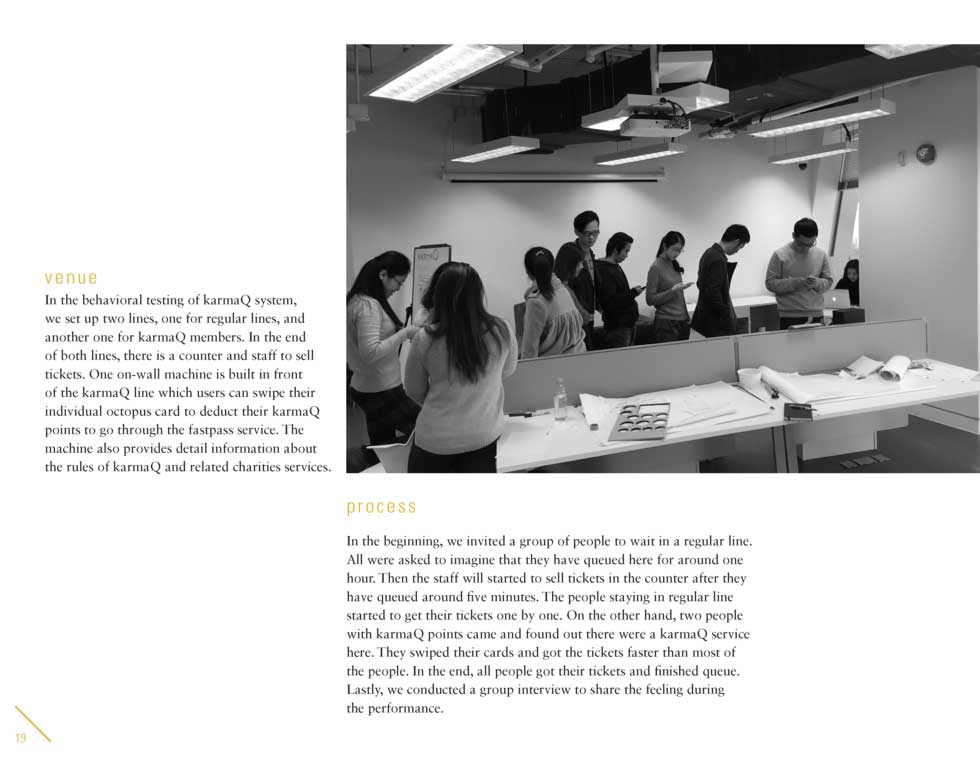 venue
In the behavioral testing of karmaQ system,
we set up two lines, one for regular lines, and
another one for karmaQ members. In the end
of both lines, there is a counter and staff to sell
tickets. One on-wall machine is built in front
of the karmaQ line which users can swipe their
individual octopus card to deduct their karmaQ
points to go through the fastpass service. The
machine also provides detail information about
the rules of karmaQ and related charities services.
karmaQ
process
In the beginning, we invited a group of people to wait in a regular line.
All were asked to imagine that they have queued here for around one
hour. Then the staff will started to sell tickets in the counter after they
have queued around five minutes. The people staying in regular line
started to get their tickets one by one. On the other hand, two people
with karmaQ points came and found out there were a karmaQ service
here. They swiped their cards and got the tickets faster than most of
the people. In the end, all people got their tickets and finished queue.
Lastly, we conducted a group interview to share the feeling during
the performance.
19